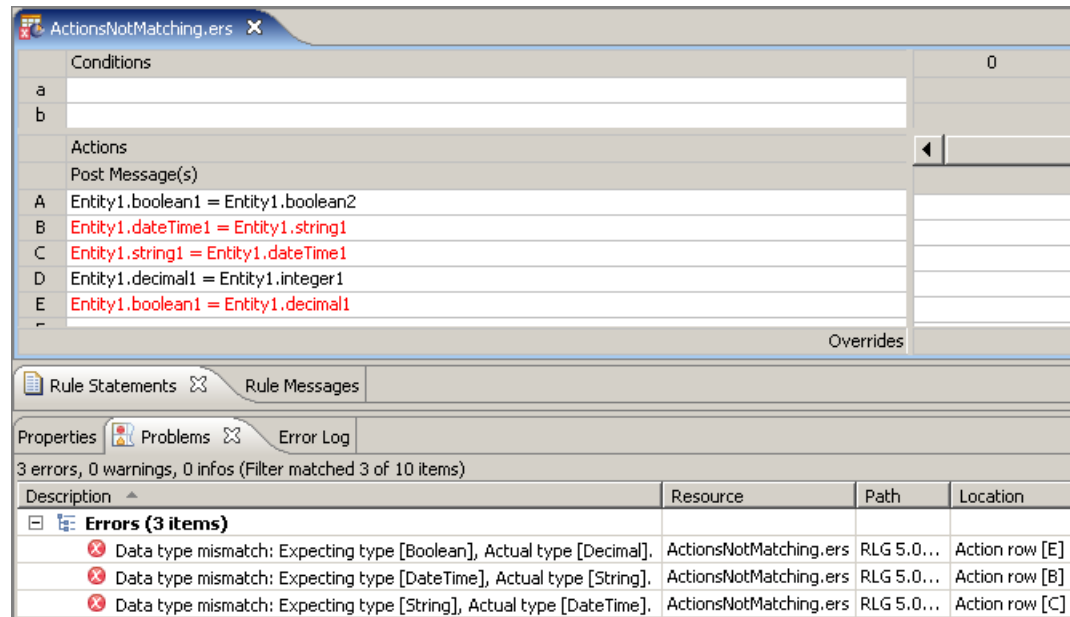 ActionsNotMatching.ers
Conditions 0
a
b
Actions
Post Message(s)
A Entity1.boolean1 = Entity1.boolean2
B Entity1.dateTime1 = Entity1.string1
C Entity1.string1 = Entity1.dateTime1
D Entity1.decimal1 = Entity1.integer1
E Entity1.boolean1 = Entity1.decimal1
Overrides
Rule Statements Rule Messages
Properties Problems Error Log
3 errors, 0 warnings, 0 infos (Filter matched 3 of 10 items)
Description Resource Path Location
Errors (3 items)
Data type mismatch: Expecting type [Boolean], Actual type [Decimal]. ActionsNotMatching.ers RLG 5.0... Action row [E]
Data type mismatch: Expecting type [DateTime], Actual type [String]. ActionsNotMatching.ers RLG 5.0... Action row [B]
Data type mismatch: Expecting type [String], Actual type [DateTime]. ActionsNotMatching.ers RLG 5.0... Action row [C]